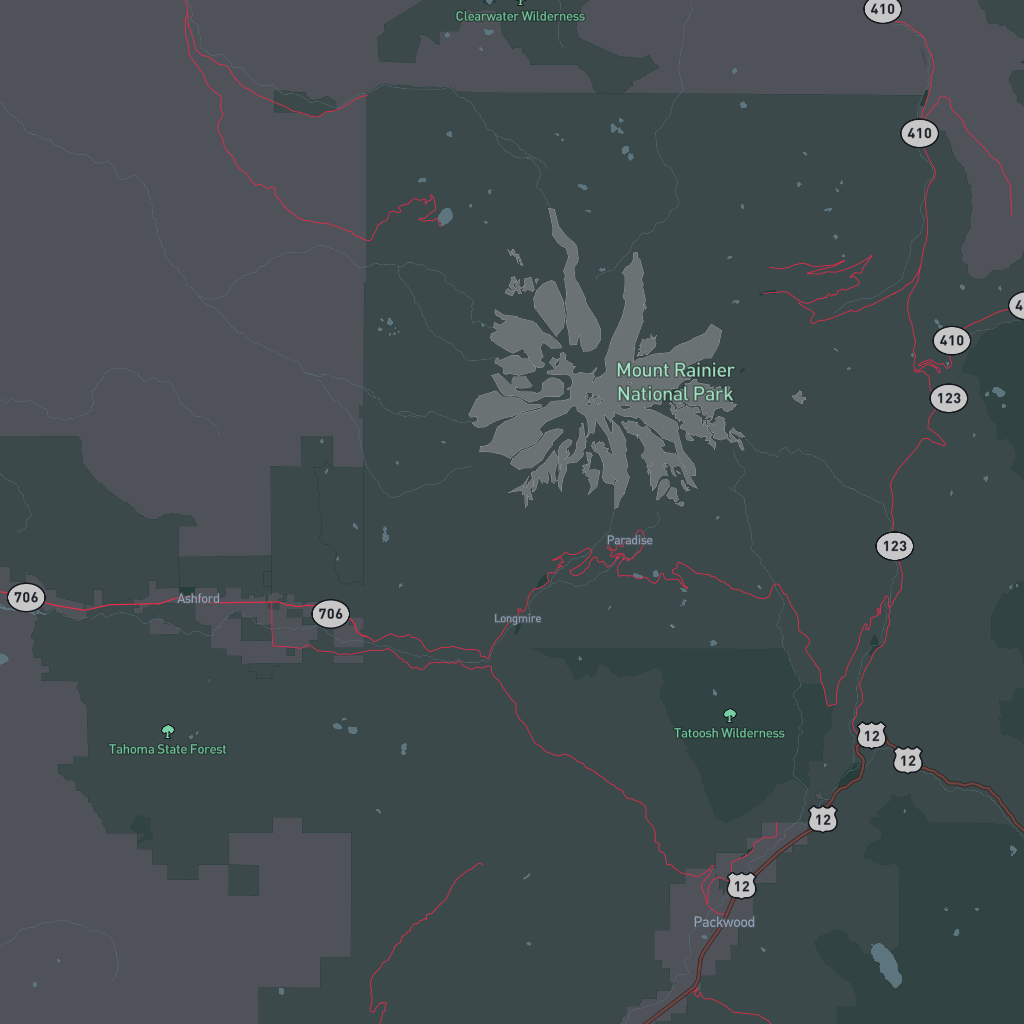 Clearwater Wilderness
410
410
410
123
Mount Rainier
National Park
123
Paradise
706
Ashford
706
Longmire
12
12
Tatoosh Wilderness
Tahoma State Forest
12
12
Packwood